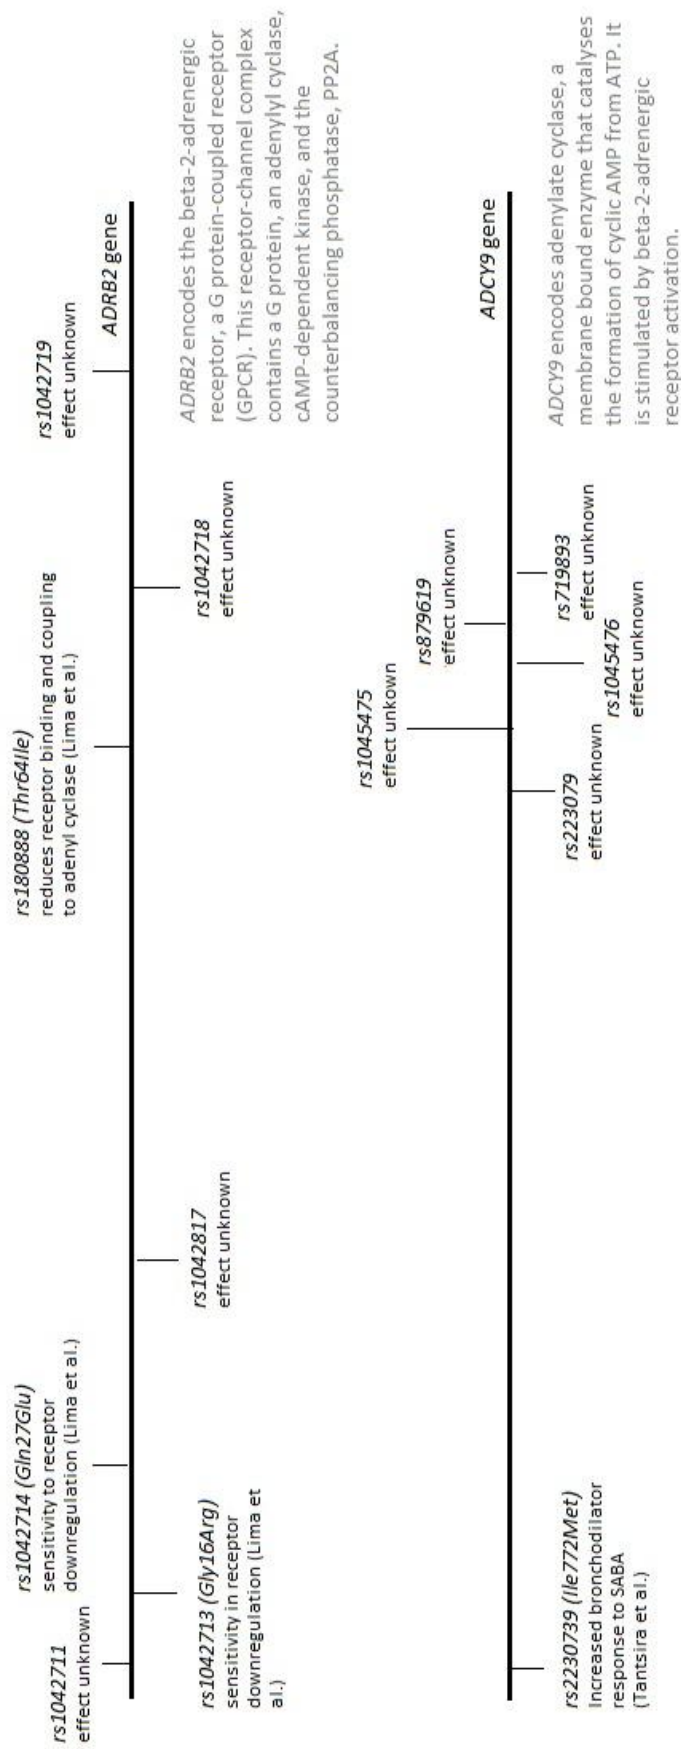 rs1042711
effect unknown
rs1042714 (Gln27Glu)
sensitivity to receptor
downregulation (Lima et al.)
rs180888 (Thr64Ile)
reduces receptor binding and coupling
to adenyl cyclase (Lima et al.)
rs1042719
effect unknown
ADRB2 gene
rs1042713 (Gly16Arg)
sensitivity in receptor
downregulation (Lima et
al.)
rs1042817
effect unknown
rs1042718
effect unknown
ADRB2 encodes the beta-2-adrenergic
receptor, a G protein-coupled receptor
(GPCR). This receptor-channel complex
contains a G protein, an adenylyl cyclase,
cAMP-dependent kinase, and the
counterbalancing phosphatase, PP2A.
rs1045475
effect unkown
rs879619
effect unknown
ADCY9 gene
rs2230739 (Ile772Met)
Increased bronchodilator
response to SABA
(Tantsira et al.)
rs223079
effect unknown
rs1045476
effect unknown
rs719893
effect unknown
ADCY9 encodes adenylate cyclase, a
membrane bound enzyme that catalyses
the formation of cyclic AMP from ATP. It
is stimulated by beta-2-adrenergic
receptor activation.